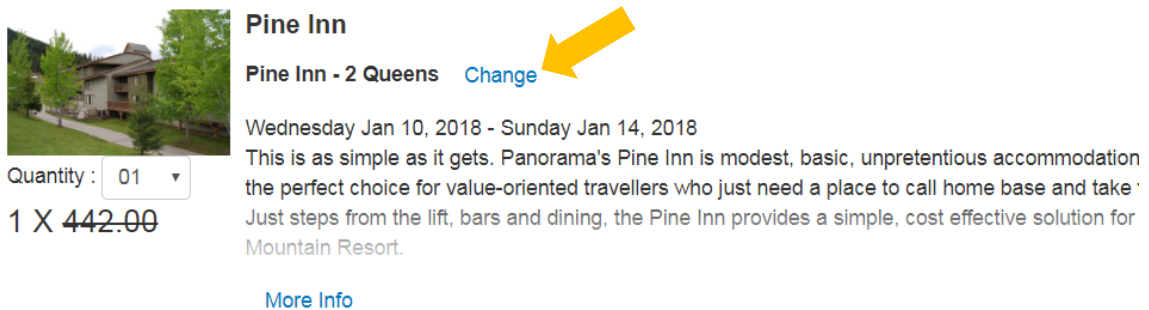 Pine Inn
Pine Inn - 2 Queens Change
Wednesday Jan 10, 2018 - Sunday Jan 14, 2018
This is as simple as it gets. Panorama's Pine Inn is modest, basic, unpretentious accommodation
the perfect choice for value-oriented travellers who just need a place to call home base and take
Just steps from the lift, bars and dining, the Pine Inn provides a simple, cost effective solution for
Mountain Resort.
More Info
Quantity : 01
1 X 442.00